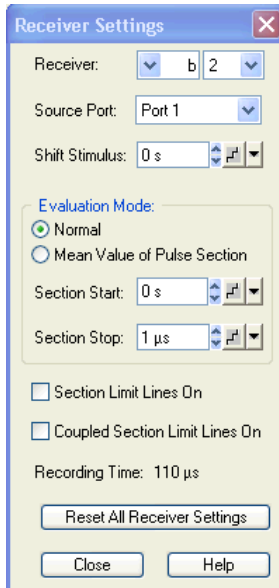 Receiver Settings
Receiver: b 2
Source Port: Port 1
Shift Stimulus: 0 s
Evaluation Mode:
Normal
Mean Value of Pulse Section
Section Start: 0 s
Section Stop: 1 µs
Section Limit Lines On
Coupled Section Limit Lines On
Recording Time: 110 µs
Reset All Receiver Settings
Close Help